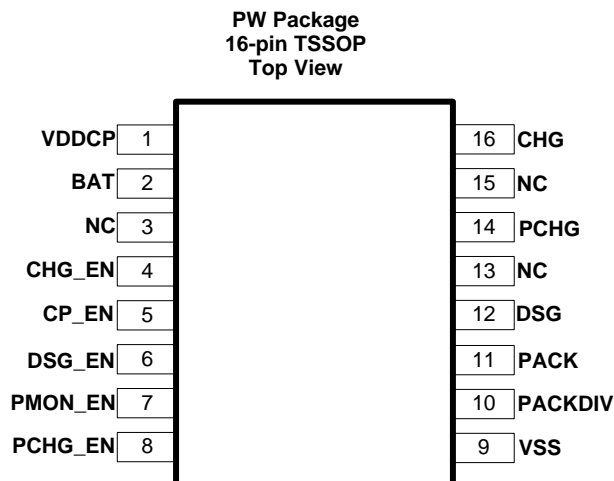 PW Package
16-pin TSSOP
Top View
VDDCP 1 16 CHG
BAT 2 15 NC
NC 3 14 PCHG
CHG_EN 4 13 NC
CP_EN 5 12 DSG
DSG_EN 6 11 PACK
PMON_EN 7 10 PACKDIV
PCHG_EN 8 9 VSS